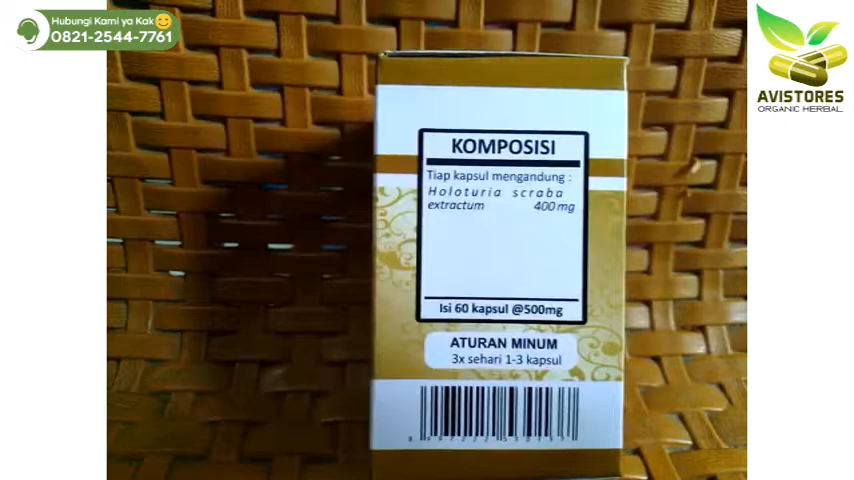 Hubungi Kami ya Kak
0821-2544-7761
AVISTORES
ORGANIC HERBAL
KOMPOSISI
Tiap kapsul mengandung :
Holoturia scraba
extractum 400 mg
Isi 60 kapsul @500mg
ATURAN MINUM
3x sehari 1-3 kapsul